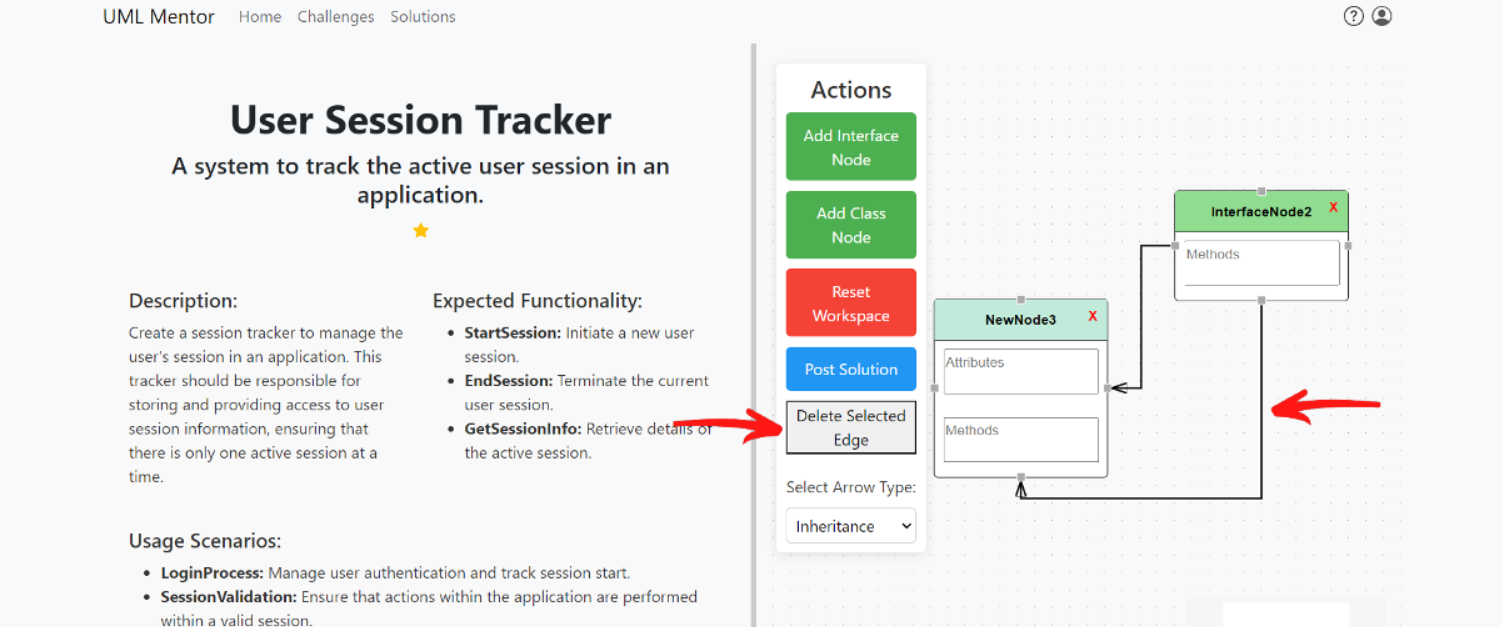 UML Mentor Home Challenges Solutions
User Session Tracker
A system to track the active user session in an
application.
Description:
Create a session tracker to manage the
user's session in an application. This
tracker should be responsible for
storing and providing access to user
session information, ensuring that
there is only one active session at a
time.
Expected Functionality:
• StartSession: Initiate a new user
session.
• EndSession: Terminate the current
user session.
• GetSessionInfo: Retrieve details of
the active session.
Usage Scenarios:
• LoginProcess: Manage user authentication and track session start.
• SessionValidation: Ensure that actions within the application are performed
within a valid session.
Actions
Add Interface
Node
Add Class
Node
Reset
Workspace
Post Solution
Delete Selected
Edge
Select Arrow Type:
Inheritance
NewNode3 X
Attributes
Methods
InterfaceNode2 X
Methods